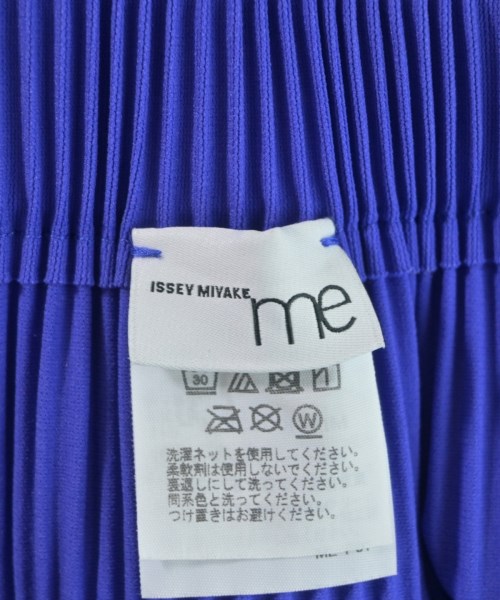 ISSEY MIYAKE me
30
W
洗濯ネットを使用してください。
柔軟剤は使用しないでください。
裏返しにして洗ってください。
同系色と洗ってください。
つけ置きはお避けください。